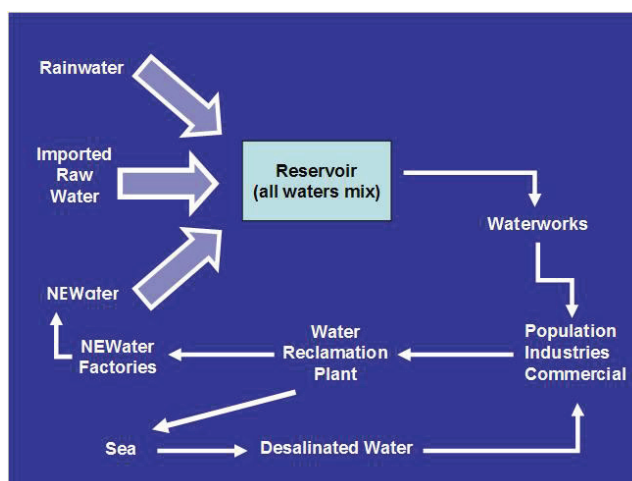 Rainwater
Imported
Raw
Water
Reservoir
(all waters mix)
Waterworks
NEWater
NEWater
Factories
Water
Reclamation
Plant
Population
Industries
Commercial
Sea
Desalinated Water